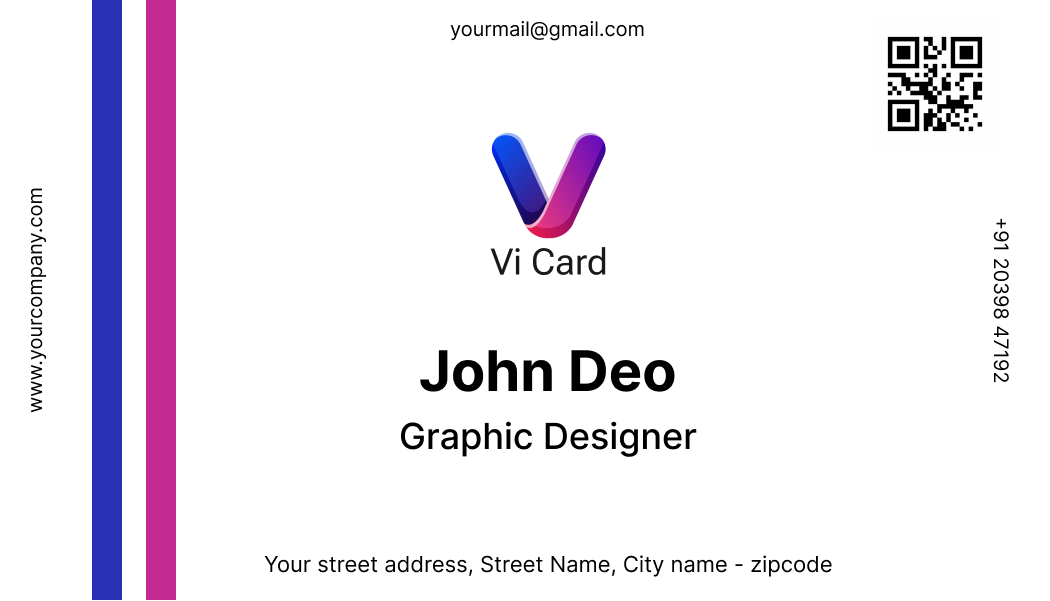 yourmail@gmail.com
www.yourcompany.com
Vi Card
+91 20398 47192
John Deo
Graphic Designer
Your street address, Street Name, City name - zipcode